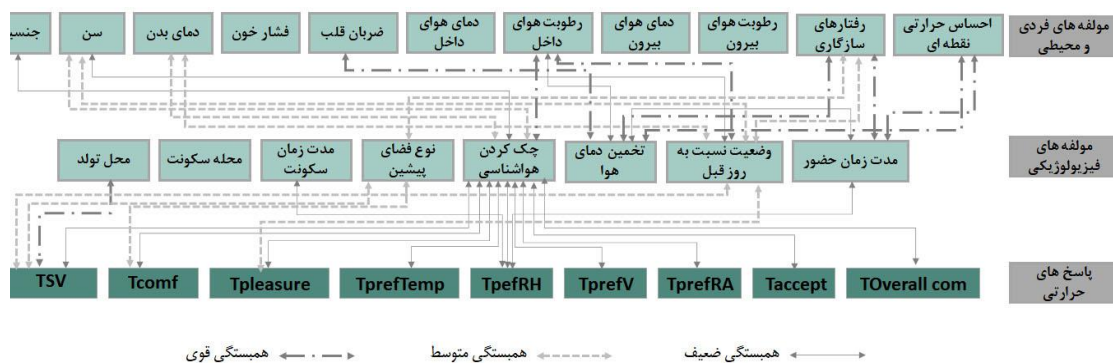 مولفه های فردی
و محیطی
احساس حرارتی
نقطه ای
رفتارهای
سازگاری
رطوبت هوای
بیرون
دمای هوای
بیرون
رطوبت هوای
داخل
دمای هوای
داخل
ضربان قلب
فشار خون
دمای بدن
سن
جنسی
مولفه های
فیزیولوژیکی
مدت زمان حضور
وضعیت نسبت به
روز قبل
تخمین دمای
هوا
چک کردن
هواشناسی
نوع فضای
پیشین
مدت زمان
سکونت
محله سکونت
محل تولد
پاسخ های
حرارتی
TSV
Tcomf
Tpleasure
TprefTemp
TpefRH
TprefV
TprefRA
Taccept
TOverall com
همبستگی ضعیف
همبستگی متوسط
همبستگی قوی